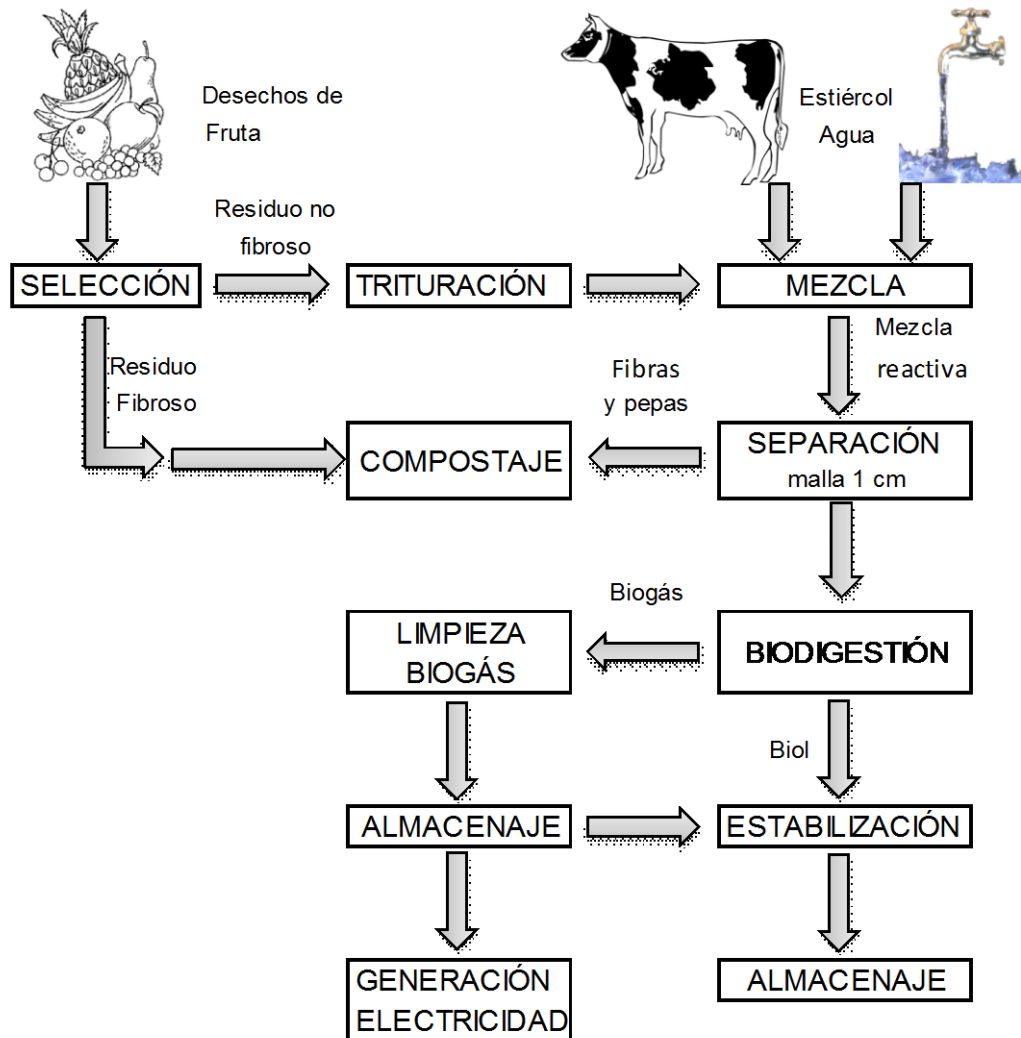 Desechos de
Fruta
Estiércol
Agua
Residuo no
fibroso
SELECCIÓN
TRITURACIÓN
MEZCLA
Residuo
Fibroso
Fibras
y pepas
Mezcla
reactiva
COMPOSTAJE
SEPARACIÓN
malla 1 cm
Biogás
LIMPIEZA
BIOGÁS
BIODIGESTIÓN
Biol
ALMACENAJE
ESTABILIZACIÓN
GENERACIÓN
ELECTRICIDAD
ALMACENAJE